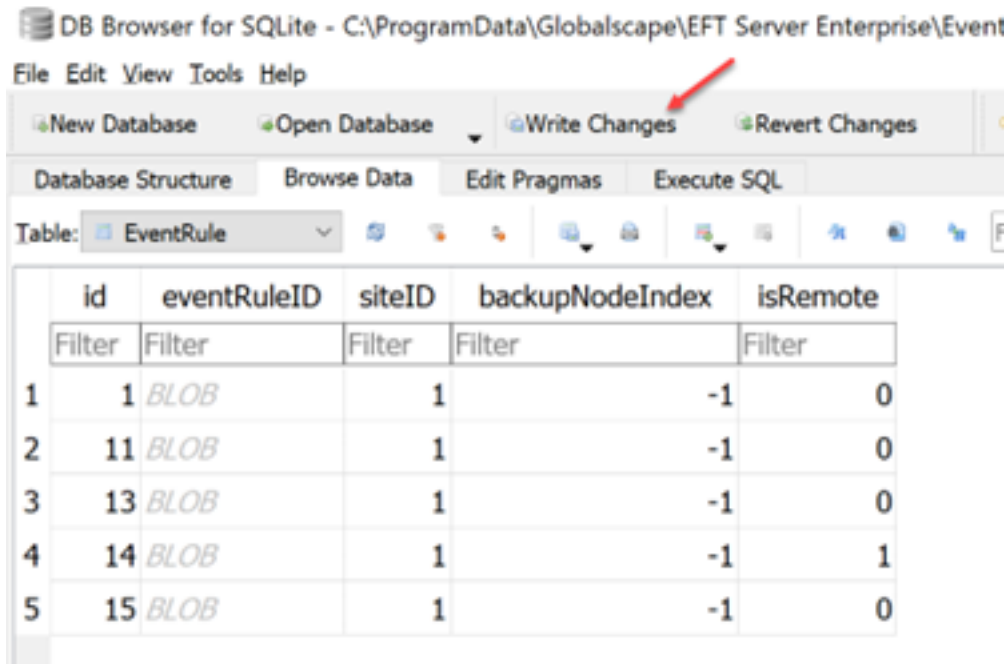 DB Browser for SQLite - C:\ProgramData\Globalscape\EFT Server Enterprise\Event
File Edit View Tools Help
New Database Open Database Write Changes Revert Changes
Database Structure Browse Data Edit Pragmas Execute SQL
Table: EventRule
id eventRuleID siteID backupNodeIndex isRemote
Filter Filter Filter Filter Filter
1 1 BLOB 1 -1 0
2 11 BLOB 1 -1 0
3 13 BLOB 1 -1 0
4 14 BLOB 1 -1 1
5 15 BLOB 1 -1 0